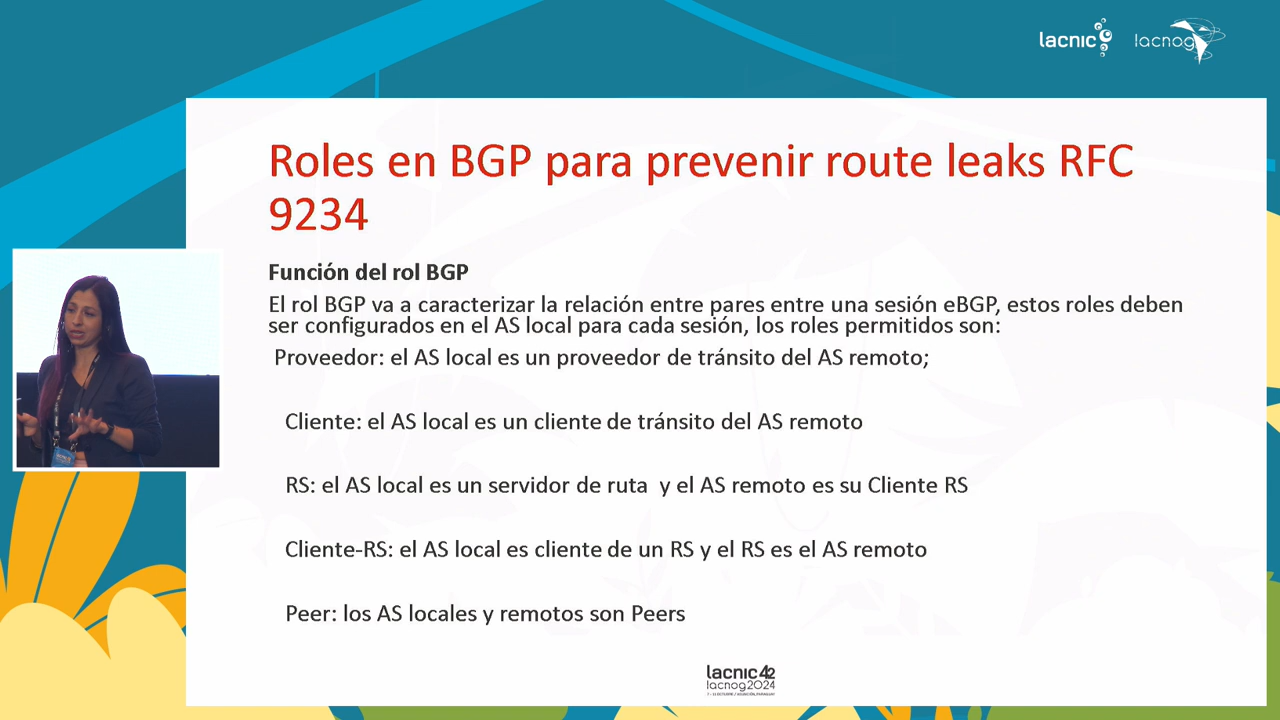 lacnic
lacnog
Roles en BGP para prevenir route leaks RFC
9234
Función del rol BGP
El rol BGP va a caracterizar la relación entre pares entre una sesión eBGP, estos roles deben
ser configurados en el AS local para cada sesión, los roles permitidos son:
Proveedor: el AS local es un proveedor de tránsito del AS remoto;
Cliente: el AS local es un cliente de tránsito del AS remoto
RS: el AS local es un servidor de ruta y el AS remoto es su Cliente RS
Cliente-RS: el AS local es cliente de un RS y el RS es el AS remoto
Peer: los AS locales y remotos son Peers
lacnic42
lacnog2024